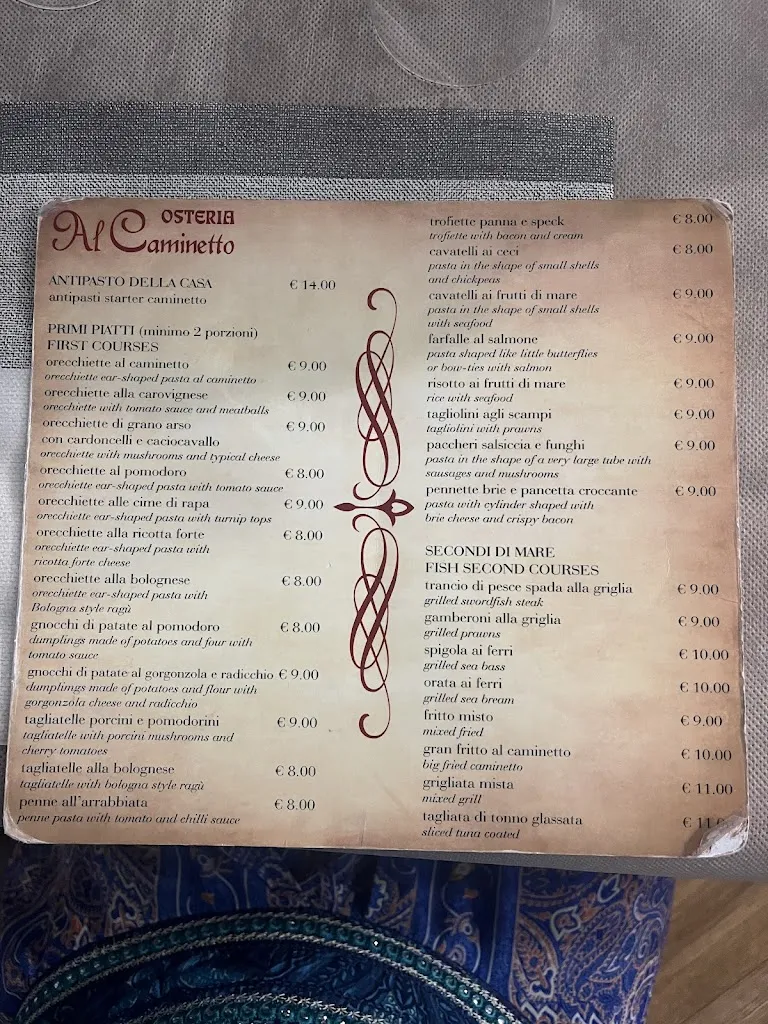 OSTERIA
Al Caminetto
ANTIPASTO DELLA CASA € 14.00
antipasti starter caminetto
PRIMI PIATTI (minimo 2 porzioni)
FIRST COURSES
orecchiette al caminetto € 9.00
orecchiette ear-shaped pasta al caminetto
orecchiette alla carovignese € 9.00
orecchiette with tomato sauce and meatballs
orecchiette di grano arso € 9.00
con cardoncelli e caciocavallo
orecchiette with mushrooms and typical cheese
orecchiette al pomodoro € 8.00
orecchiette ear-shaped pasta with tomato sauce
orecchiette alle cime di rapa € 9.00
orecchiette ear-shaped pasta with turnip tops
orecchiette alla ricotta forte € 8.00
orecchiette ear-shaped pasta with
ricotta forte cheese
orecchiette alla bolognese € 8.00
orecchiette ear-shaped pasta with
Bologna style ragù
gnocchi di patate al pomodoro € 8.00
dumplings made of potatoes and four with
tomato sauce
gnocchi di patate al gorgonzola e radicchio € 9.00
dumplings made of potatoes and flour with
gorgonzola cheese and radicchio
tagliatelle porcini e pomodorini € 9.00
tagliatelle with porcini mushrooms and
cherry tomatoes
tagliatelle alla bolognese € 8.00
tagliatelle with bologna style ragù
penne all'arrabbiata € 8.00
penne pasta with tomato and chilli sauce
trofiette panna e speck € 8.00
trofiette with bacon and cream
cavatelli ai ceci € 8.00
pasta in the shape of small shells
and chickpeas
cavatelli ai frutti di mare € 9.00
pasta in the shape of small shells
with seafood
farfalle al salmone € 9.00
pasta shaped like little butterflies
or bow-ties with salmon
risotto ai frutti di mare € 9.00
rice with seafood
tagliolini agli scampi € 9.00
tagliolini with prawns
paccheri salsiccia e funghi € 9.00
pasta in the shape of a very large tube with
sausages and mushrooms
pennette brie e pancetta croccante € 9.00
pasta with cylinder shaped with
brie cheese and crispy bacon
SECONDI DI MARE
FISH SECOND COURSES
trancio di pesce spada alla griglia € 9.00
grilled swordfish steak
gamberoni alla griglia € 9.00
grilled prawns
spigola ai ferri € 10.00
grilled sea bass
orata ai ferri € 10.00
grilled sea bream
fritto misto € 9.00
mixed fried
gran fritto al caminetto € 10.00
big fried caminetto
grigliata mista € 11.00
mixed grill
tagliata di tonno glassata €
sliced tuna coated